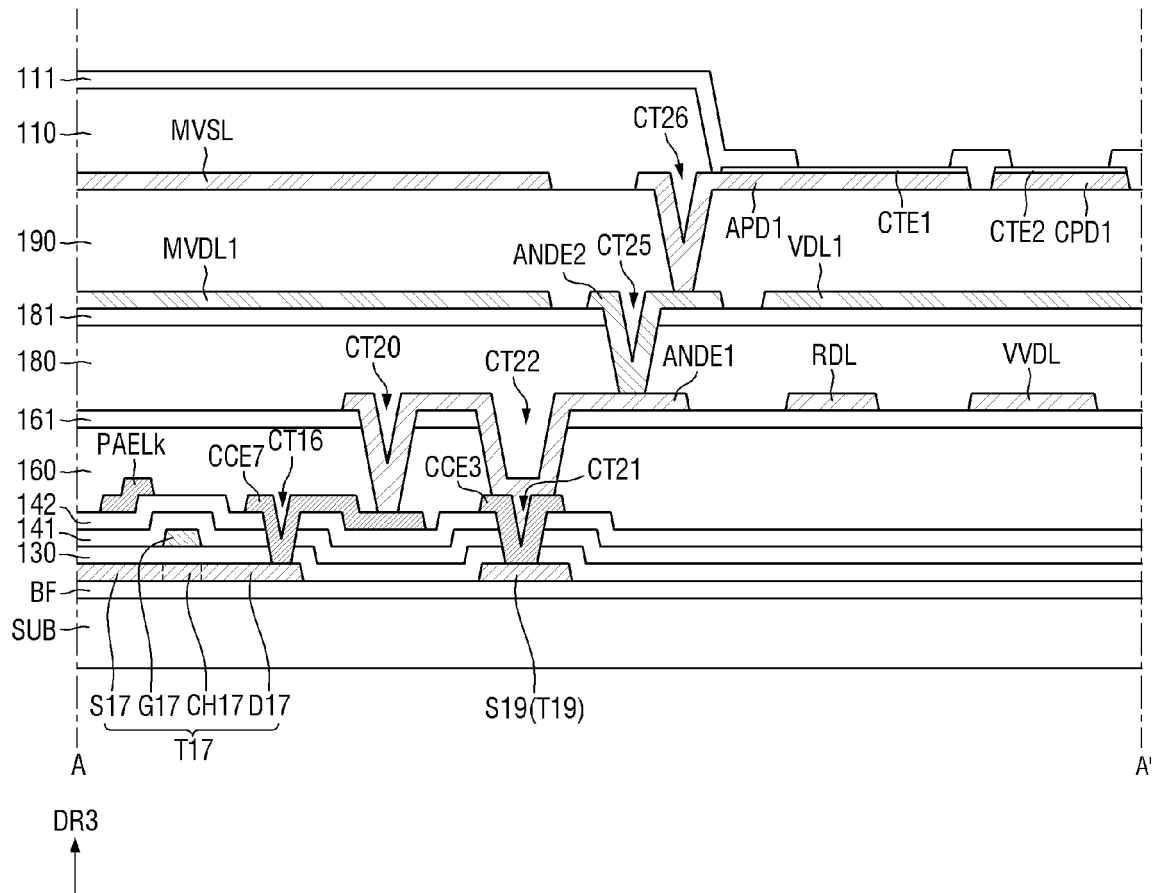 111
CT26
110
MVSL
APD1
CTE1
CTE2 CPD1
190
MVDL1
ANDE2
CT25
VDL1
181
CT20
180
CT22
ANDE1
RDL
VVDL
161
PAELk
CCE7
CT16
160
CCE3
CT21
142
141
130
BF
SUB
S17 G17 CH17 D17
S19(T19)
T17
A
A'
DR3